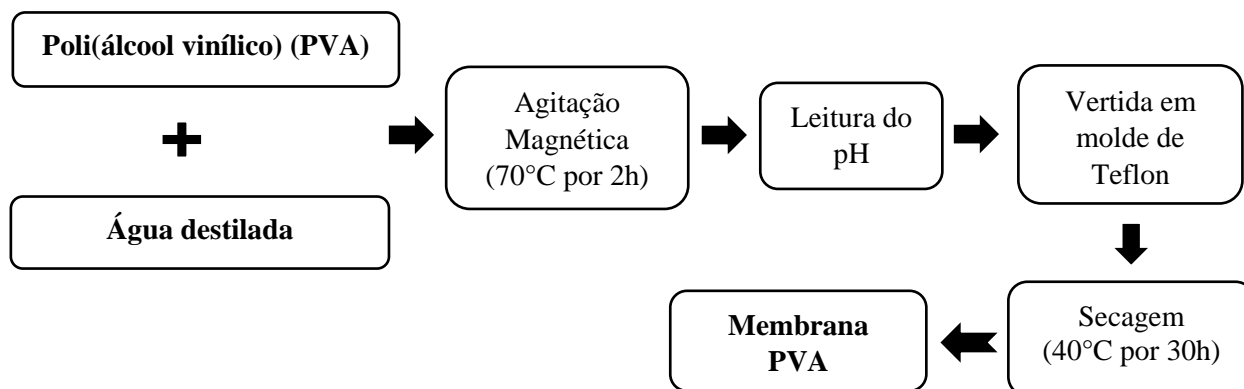 Poli(álcool vinílico) (PVA)
+
Água destilada
Agitação
Magnética
(70°C por 2h)
Leitura do
pH
Vertida em
molde de
Teflon
Secagem
(40°C por 30h)
Membrana
PVA